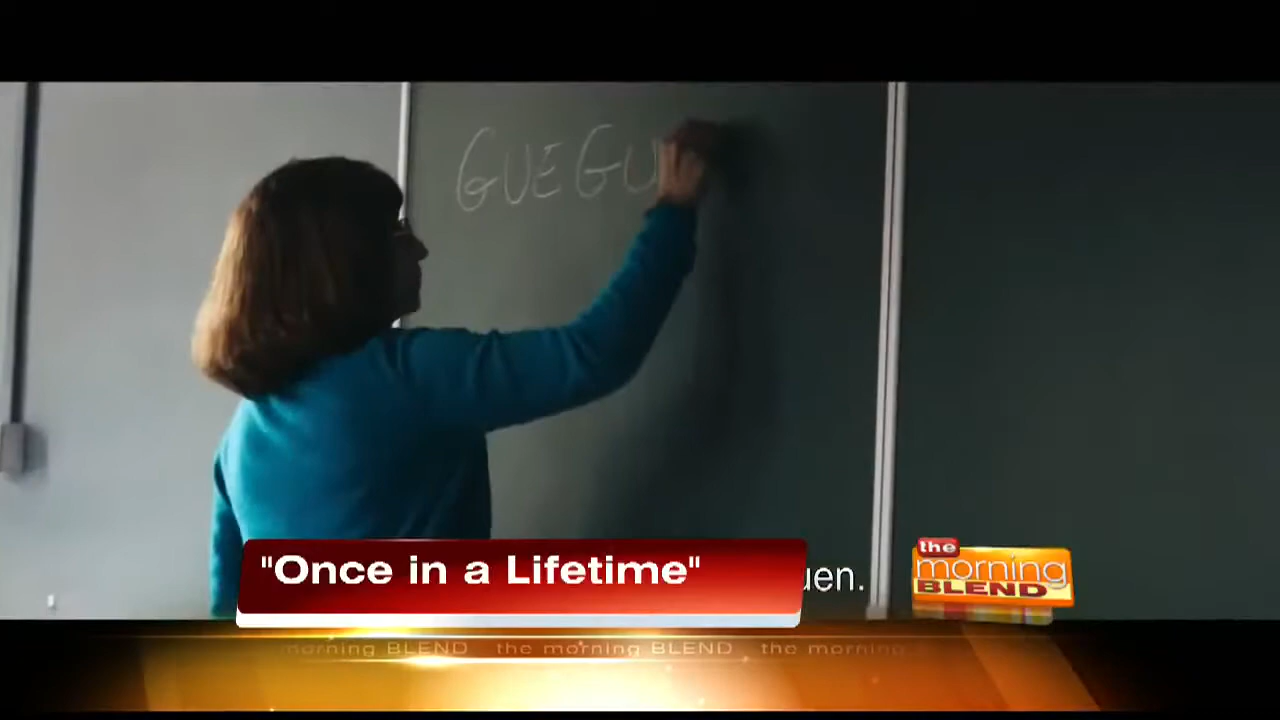 GUEGU
"Once in a Lifetime"
uen.
the
morning
BLEND
morning BLEND the morning BLEND the morning